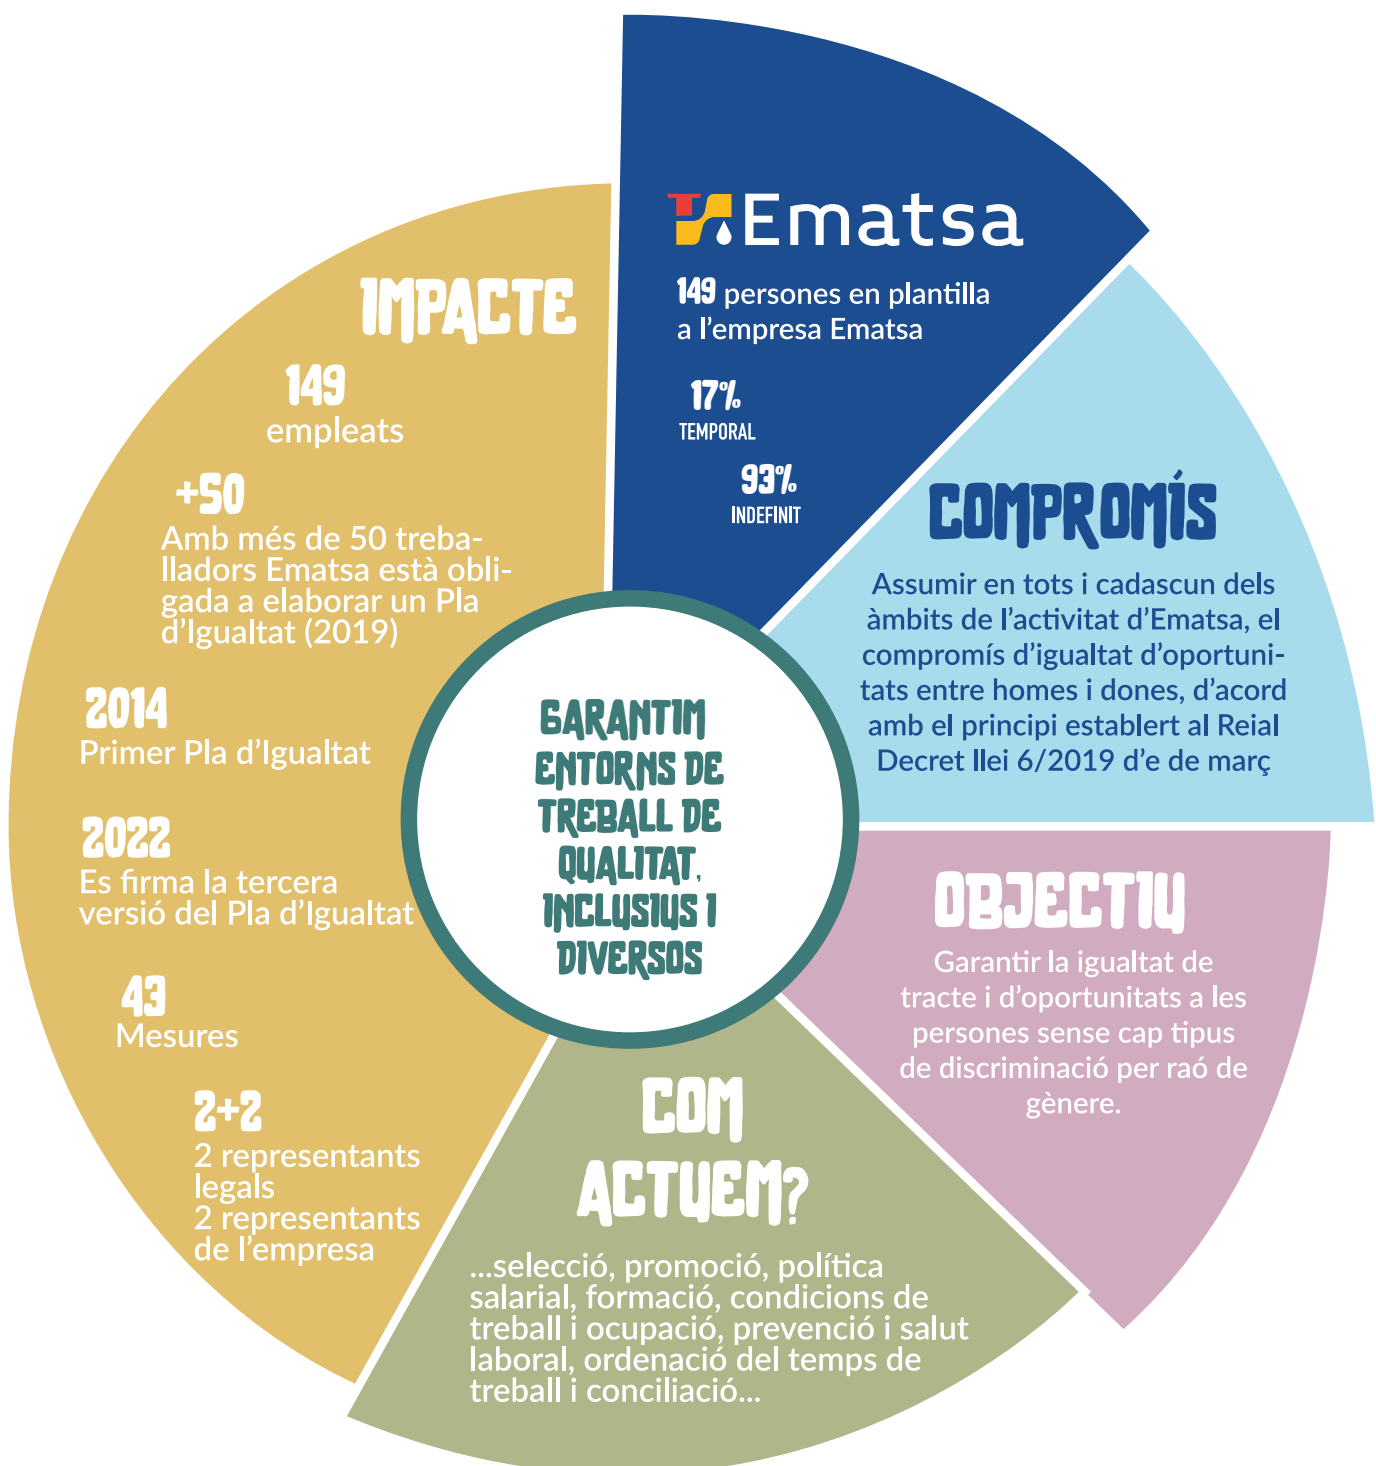 Ematsa
149 persones en plantilla
a l'empresa Ematsa
17%
TEMPORAL
93%
INDEFINIT
COMPROMÍS
Assumir en tots i cadascun dels
àmbits de l'activitat d'Ematsa, el
compromís d'igualtat d'oportuni-
tats entre homes i dones, d'acord
amb el principi establert al Reial
Decret llei 6/2019 d'e de març
OBJECTIU
Garantir la igualtat de
tracte i d'oportunitats a les
persones sense cap tipus
de discriminació per raó de
gènere.
COM
ACTUEM?
...selecció, promoció, política
salarial, formació, condicions de
treball i ocupació, prevenció i salut
laboral, ordenació del temps de
treball i conciliació...
IMPACTE
149
empleats
+50
Amb més de 50 treba-
lladors Ematsa està obli-
gada a elaborar un Pla
d'Igualtat (2019)
2014
Primer Pla d'Igualtat
2022
Es firma la tercera
versió del Pla d'Igualtat
43
Mesures
2+2
2 representants
legals
2 representants
de l'empresa
GARANTIM
ENTORNS DE
TREBALL DE
QUALITAT,
INCLUSIUS I
DIVERSOS